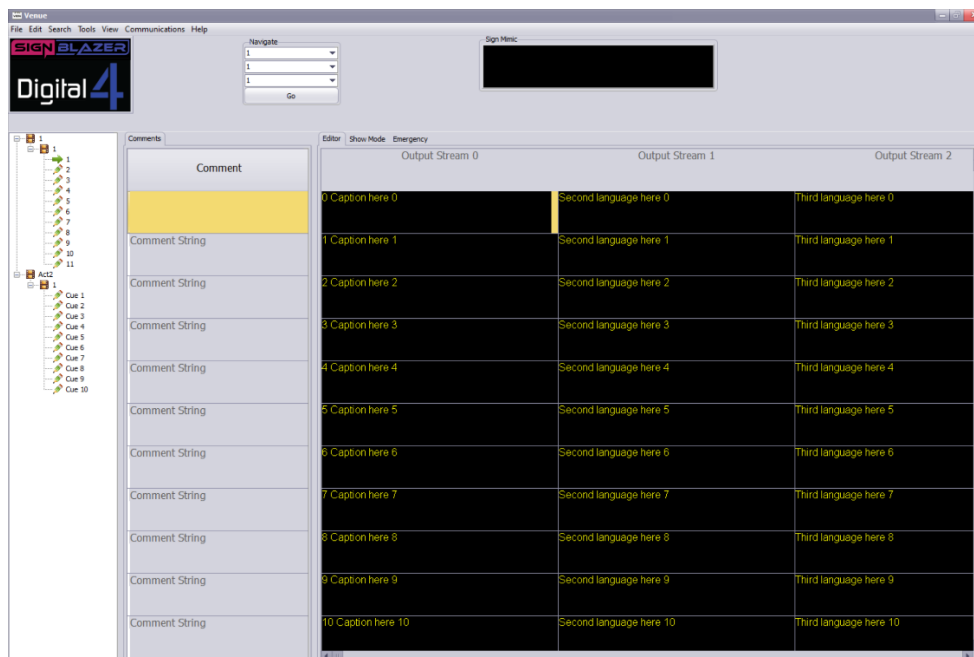 Venue
File Edit Search Tools View Communications Help
SIGN BLAZER
Digital 4
Navigate
1
1
1
Go
Sign Mimic
1
1
1
2
3
4
5
6
7
8
9
10
11
Act2
1
Cue 1
Cue 2
Cue 3
Cue 4
Cue 5
Cue 6
Cue 7
Cue 8
Cue 9
Cue 10
Comments
Comment
Comment String
Comment String
Comment String
Comment String
Comment String
Comment String
Comment String
Comment String
Comment String
Comment String
Editor Show Mode Emergency
Output Stream 0 Output Stream 1 Output Stream 2
0 Caption here 0 Second language here 0 Third language here 0
1 Caption here 1 Second language here 1 Third language here 1
2 Caption here 2 Second language here 2 Third language here 2
3 Caption here 3 Second language here 3 Third language here 3
4 Caption here 4 Second language here 4 Third language here 4
5 Caption here 5 Second language here 5 Third language here 5
6 Caption here 6 Second language here 6 Third language here 6
7 Caption here 7 Second language here 7 Third language here 7
8 Caption here 8 Second language here 8 Third language here 8
9 Caption here 9 Second language here 9 Third language here 9
10 Caption here 10 Second language here 10 Third language here 10